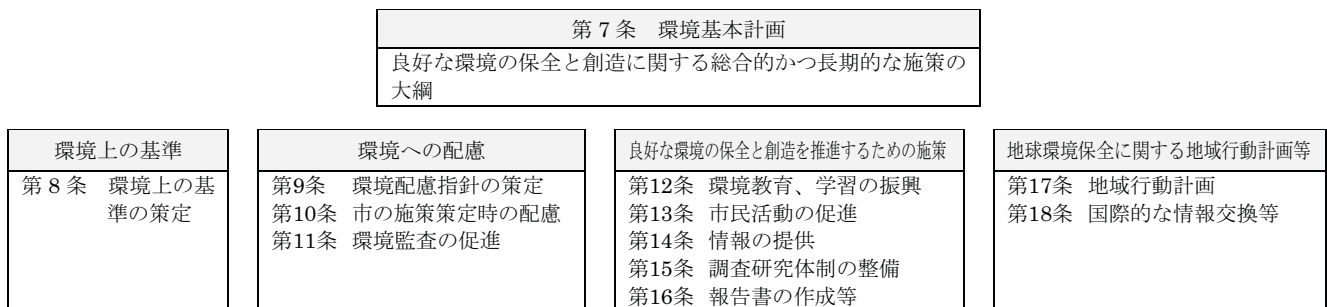 第7条 環境基本計画
良好な環境の保全と創造に関する総合的かつ長期的な施策の
大綱
環境上の基準
第8条 環境上の基
準の策定
環境への配慮
第9条 環境配慮指針の策定
第10条 市の施策策定時の配慮
第11条 環境監査の促進
良好な環境の保全と創造を推進するための施策
第12条 環境教育、学習の振興
第13条 市民活動の促進
第14条 情報の提供
第15条 調査研究体制の整備
第16条 報告書の作成等
地球環境保全に関する地域行動計画等
第17条 地域行動計画
第18条 国際的な情報交換等